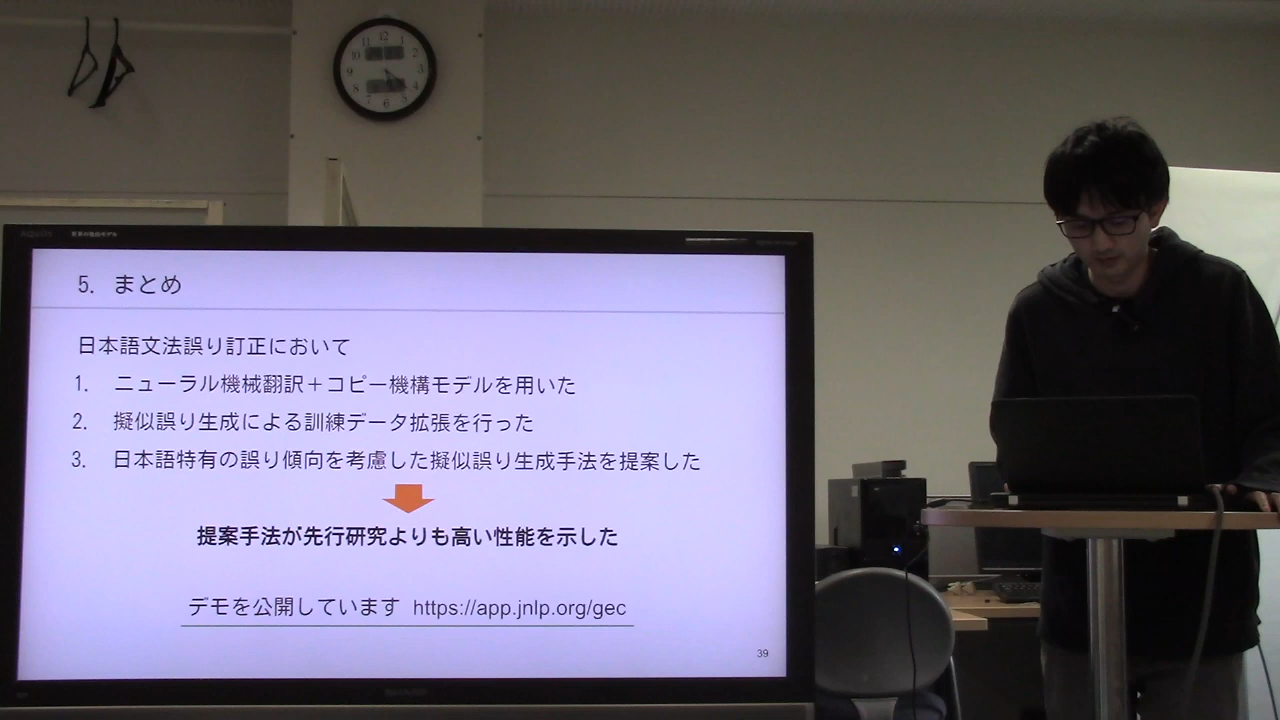 5. まとめ
日本語文法誤り訂正において
1. ニューラル機械翻訳＋コピー機構モデルを用いた
2. 擬似誤り生成による訓練データ拡張を行った
3. 日本語特有の誤り傾向を考慮した擬似誤り生成手法を提案した
提案手法が先行研究よりも高い性能を示した
デモを公開しています https://app.jnlp.org/gec
39